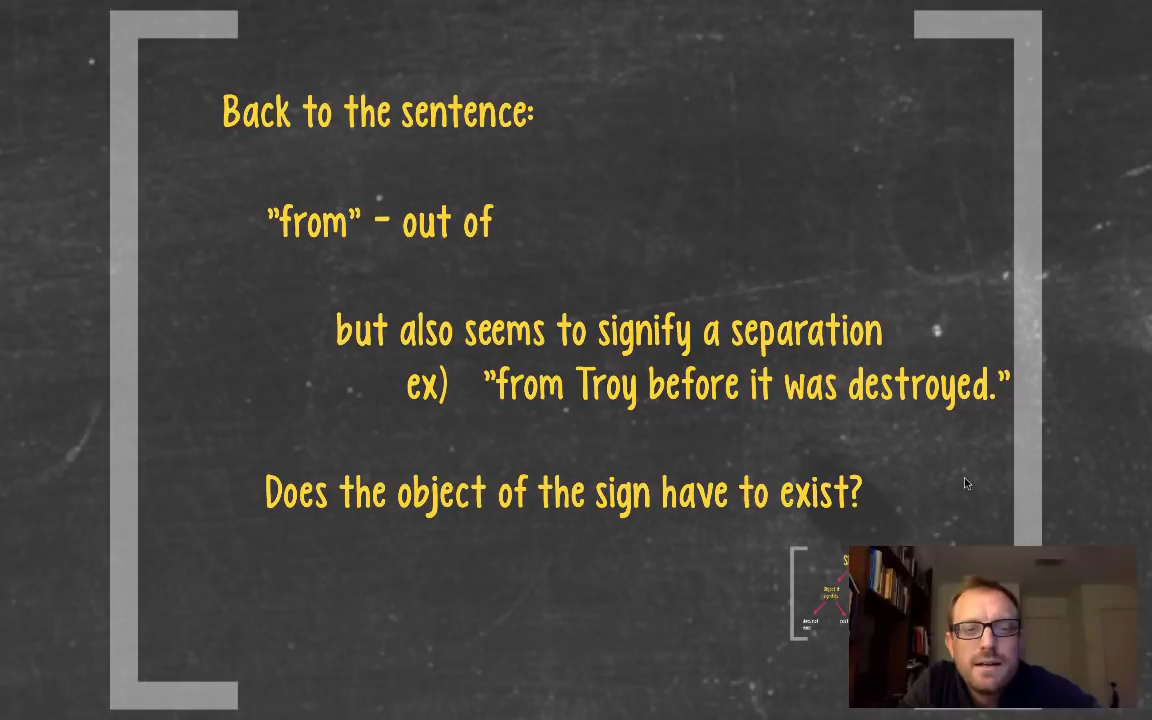 Back to the sentence:
"from" - out of
but also seems to signify a separation
ex) "from Troy before it was destroyed."
Does the object of the sign have to exist?